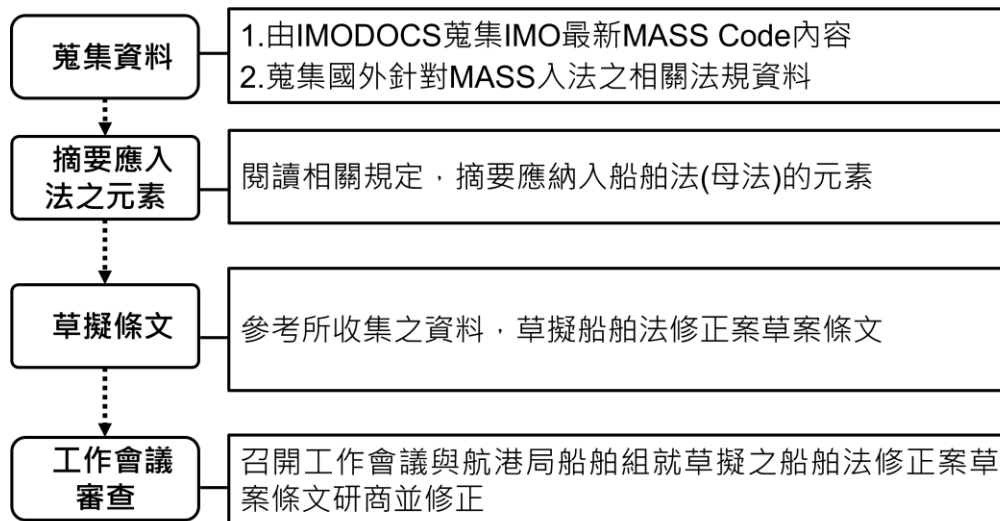 蒐集資料
1.由IMODOCS蒐集IMO最新MASS Code內容
2.蒐集國外針對MASS入法之相關法規資料
摘要應入
法之元素
閱讀相關規定，摘要應納入船舶法(母法)的元素
草擬條文
參考所收集之資料，草擬船舶法修正案草案條文
工作會議
審查
召開工作會議與航港局船舶組就草擬之船舶法修正案草
案條文研商並修正